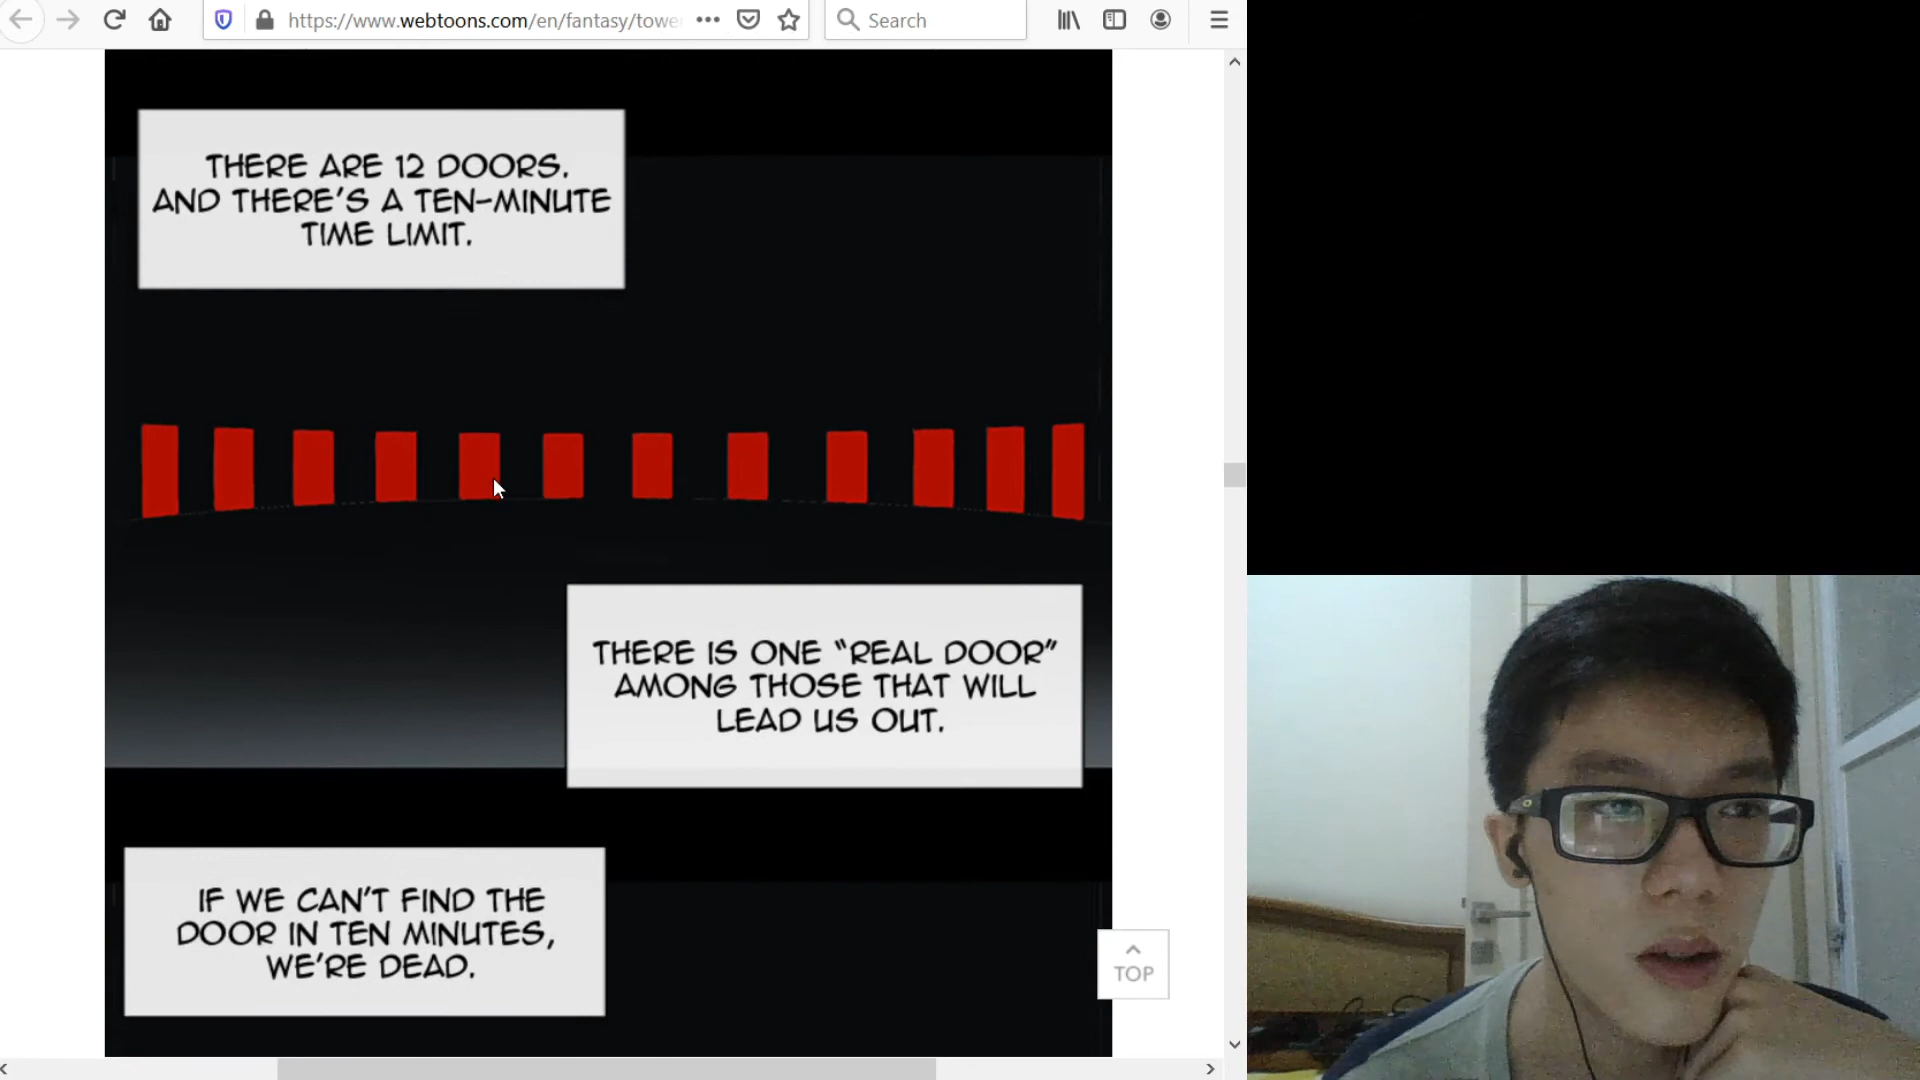 https://www.webtoons.com/en/fantasy/towe
Search
THERE ARE 12 DOORS.
AND THERE'S A TEN-MINUTE
TIME LIMIT.
THERE IS ONE "REAL DOOR"
AMONG THOSE THAT WILL
LEAD US OUT.
IF WE CAN'T FIND THE
DOOR IN TEN MINUTES,
WE'RE DEAD.
TOP